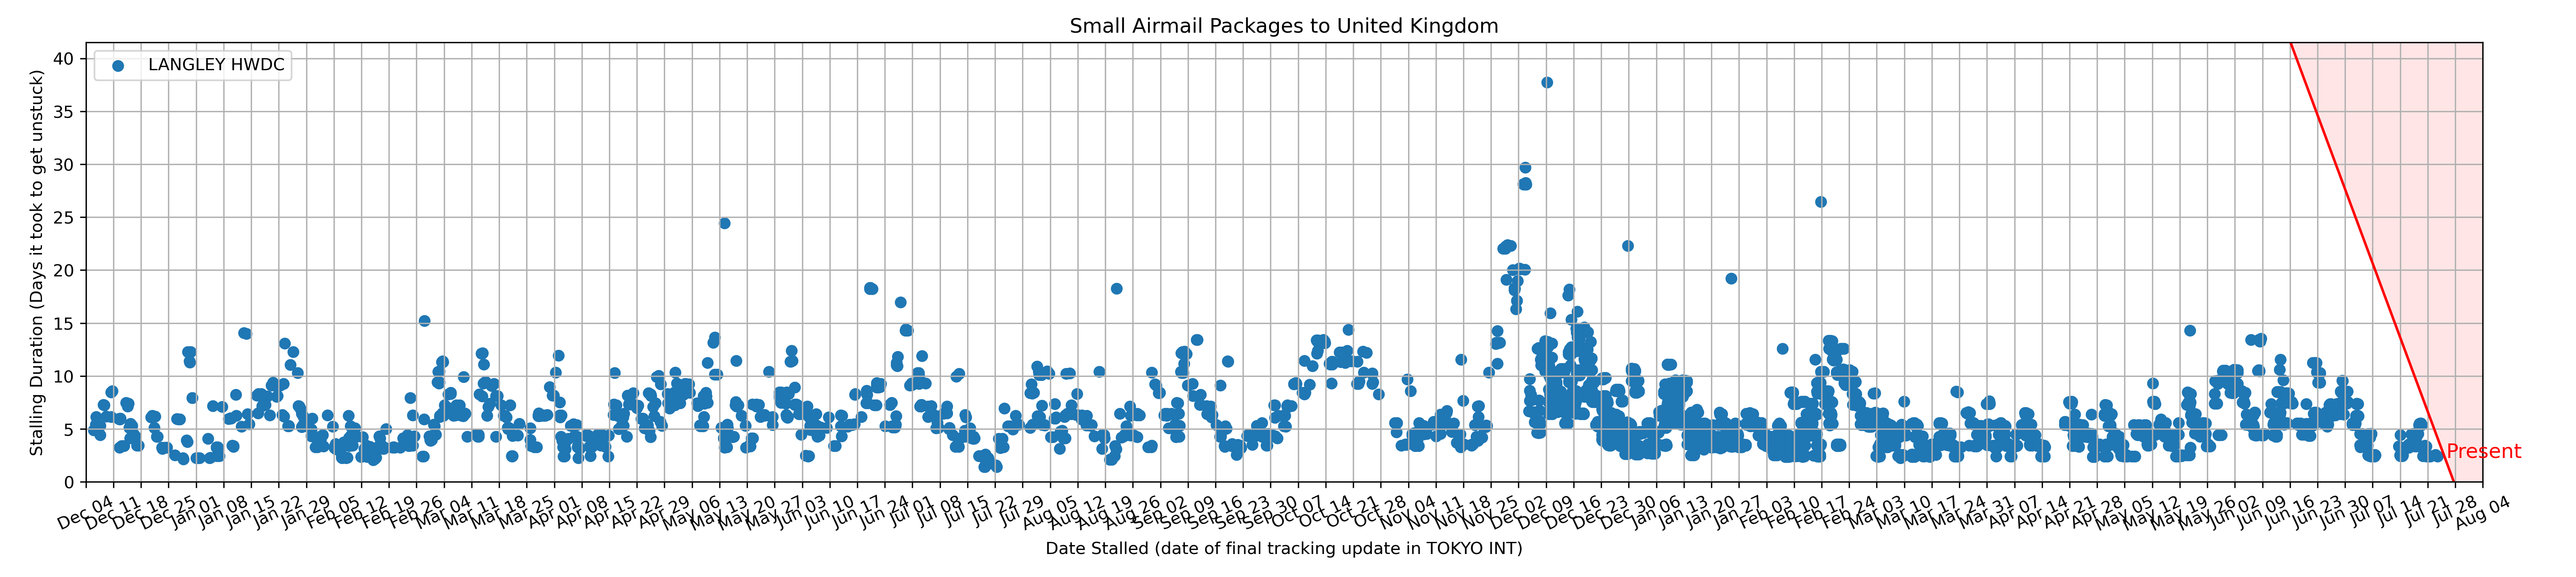 Small Airmail Packages to United Kingdom
LANGLEY HWDC
Stalling Duration (Days it took to get unstuck)
40
35
30
25
20
15
10
5
0
Present
Dec 04
Dec 11
Dec 18
Dec 25
Jan 01
Jan 08
Jan 15
Jan 22
Jan 29
Feb 05
Feb 12
Feb 19
Feb 26
Mar 04
Mar 11
Mar 18
Mar 25
Apr 01
Apr 08
Apr 15
Apr 22
Apr 29
May 06
May 13
May 20
May 27
Jun 03
Jun 10
Jun 17
Jun 24
Jul 01
Jul 08
Jul 15
Jul 22
Jul 29
Aug 05
Aug 12
Aug 19
Aug 26
Sep 02
Sep 09
Sep 16
Sep 23
Sep 30
Oct 07
Oct 14
Oct 21
Oct 28
Nov 04
Nov 11
Nov 18
Nov 25
Dec 02
Dec 09
Dec 16
Dec 23
Dec 30
Jan 06
Jan 13
Jan 20
Jan 27
Feb 03
Feb 10
Feb 17
Feb 24
Mar 03
Mar 10
Mar 17
Mar 24
Mar 31
Apr 07
Apr 14
Apr 21
Apr 28
May 05
May 12
May 19
May 26
Jun 02
Jun 09
Jun 16
Jun 23
Jun 30
Jul 07
Jul 14
Jul 21
Jul 28
Aug 04
Date Stalled (date of final tracking update in TOKYO INT)